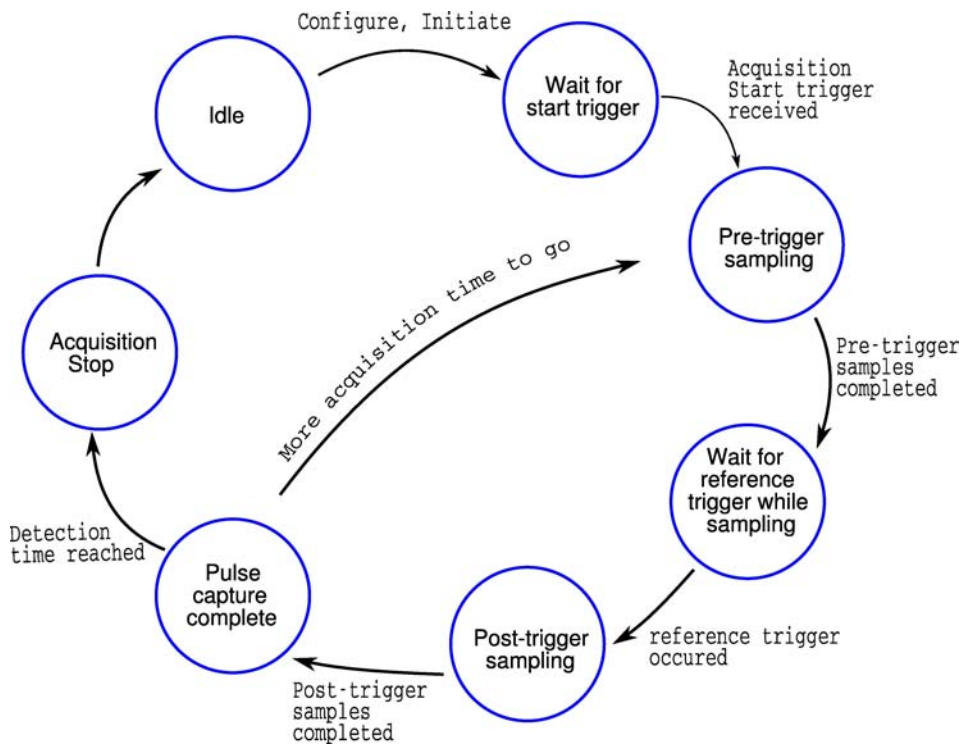 Configure, Initiate
Idle
Wait for
start trigger
Acquisition
Start trigger
received
Pre-trigger
sampling
Pre-trigger
samples
completed
Wait for
reference
trigger while
sampling
reference trigger
occured
Post-trigger
sampling
Post-trigger
samples
completed
Pulse
capture
complete
More acquisition time to go
Detection
time reached
Acquisition
Stop